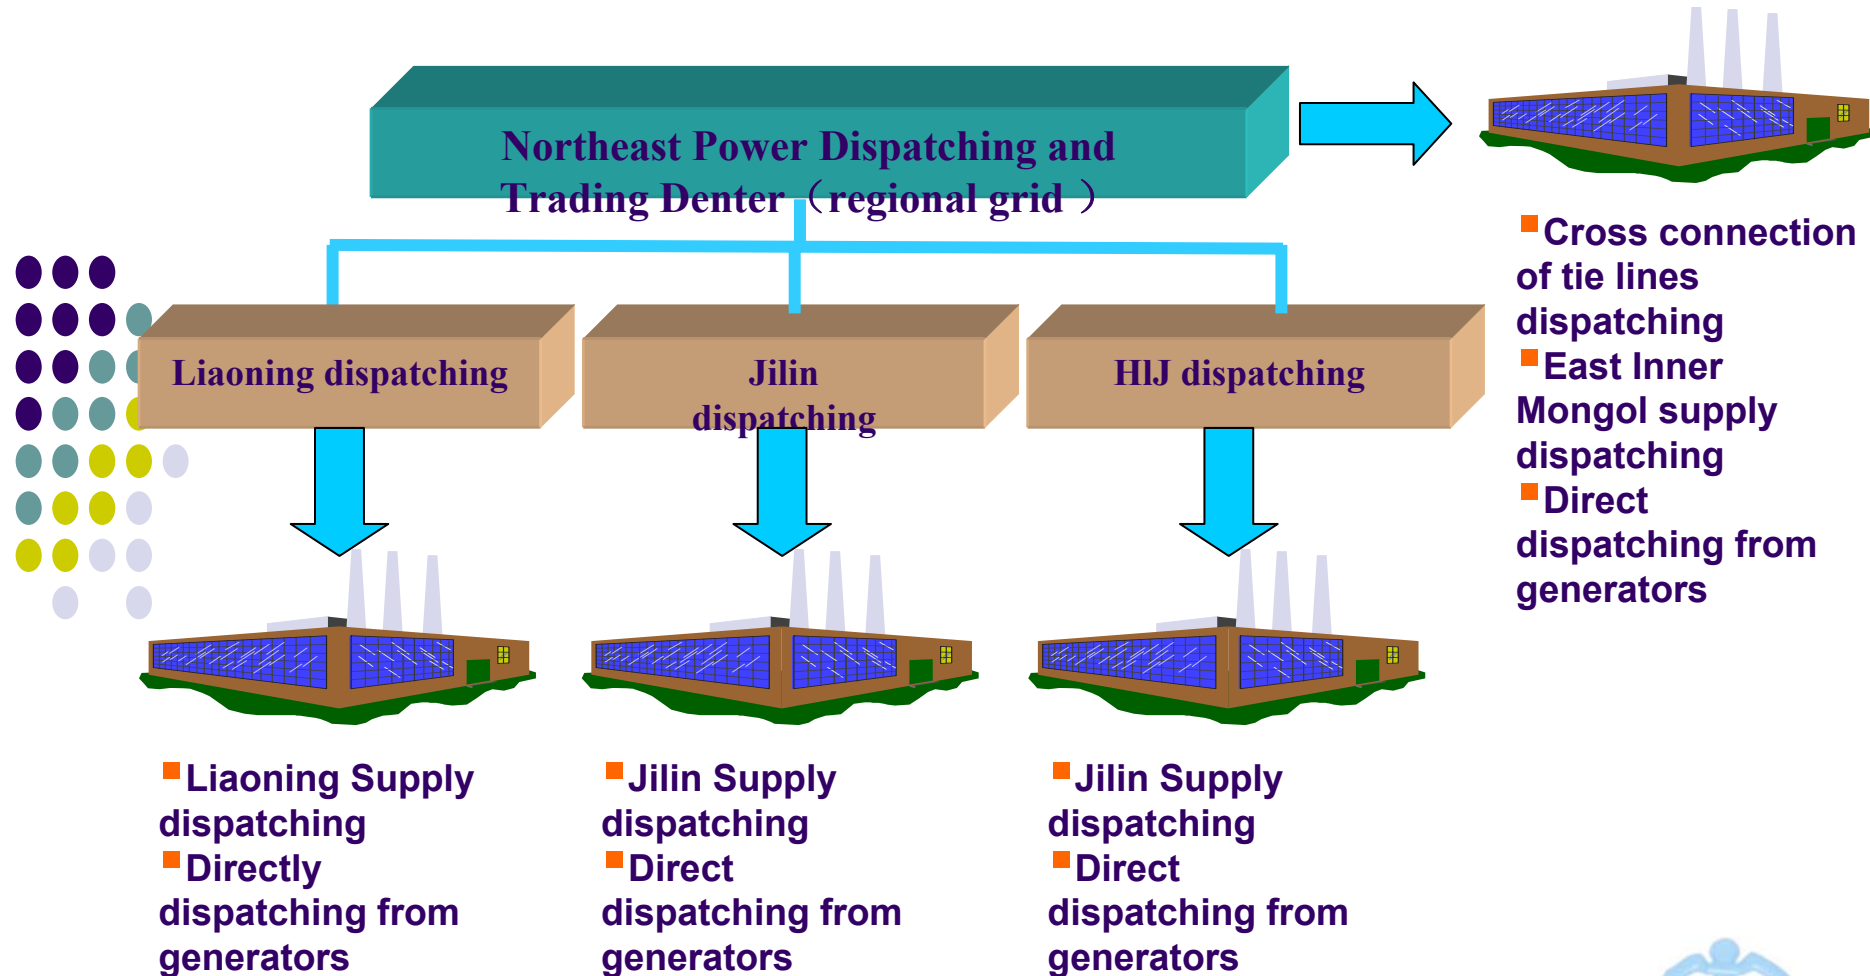 Northeast Power Dispatching and
Trading Denter（regional grid ）
Cross connection
of tie lines
dispatching
East Inner
Mongol supply
dispatching
Direct
dispatching from
generators
Liaoning dispatching
Jilin
dispatching
HlJ dispatching
Liaoning Supply
dispatching
Directly
dispatching from
generators
Jilin Supply
dispatching
Direct
dispatching from
generators
Jilin Supply
dispatching
Direct
dispatching from
generators